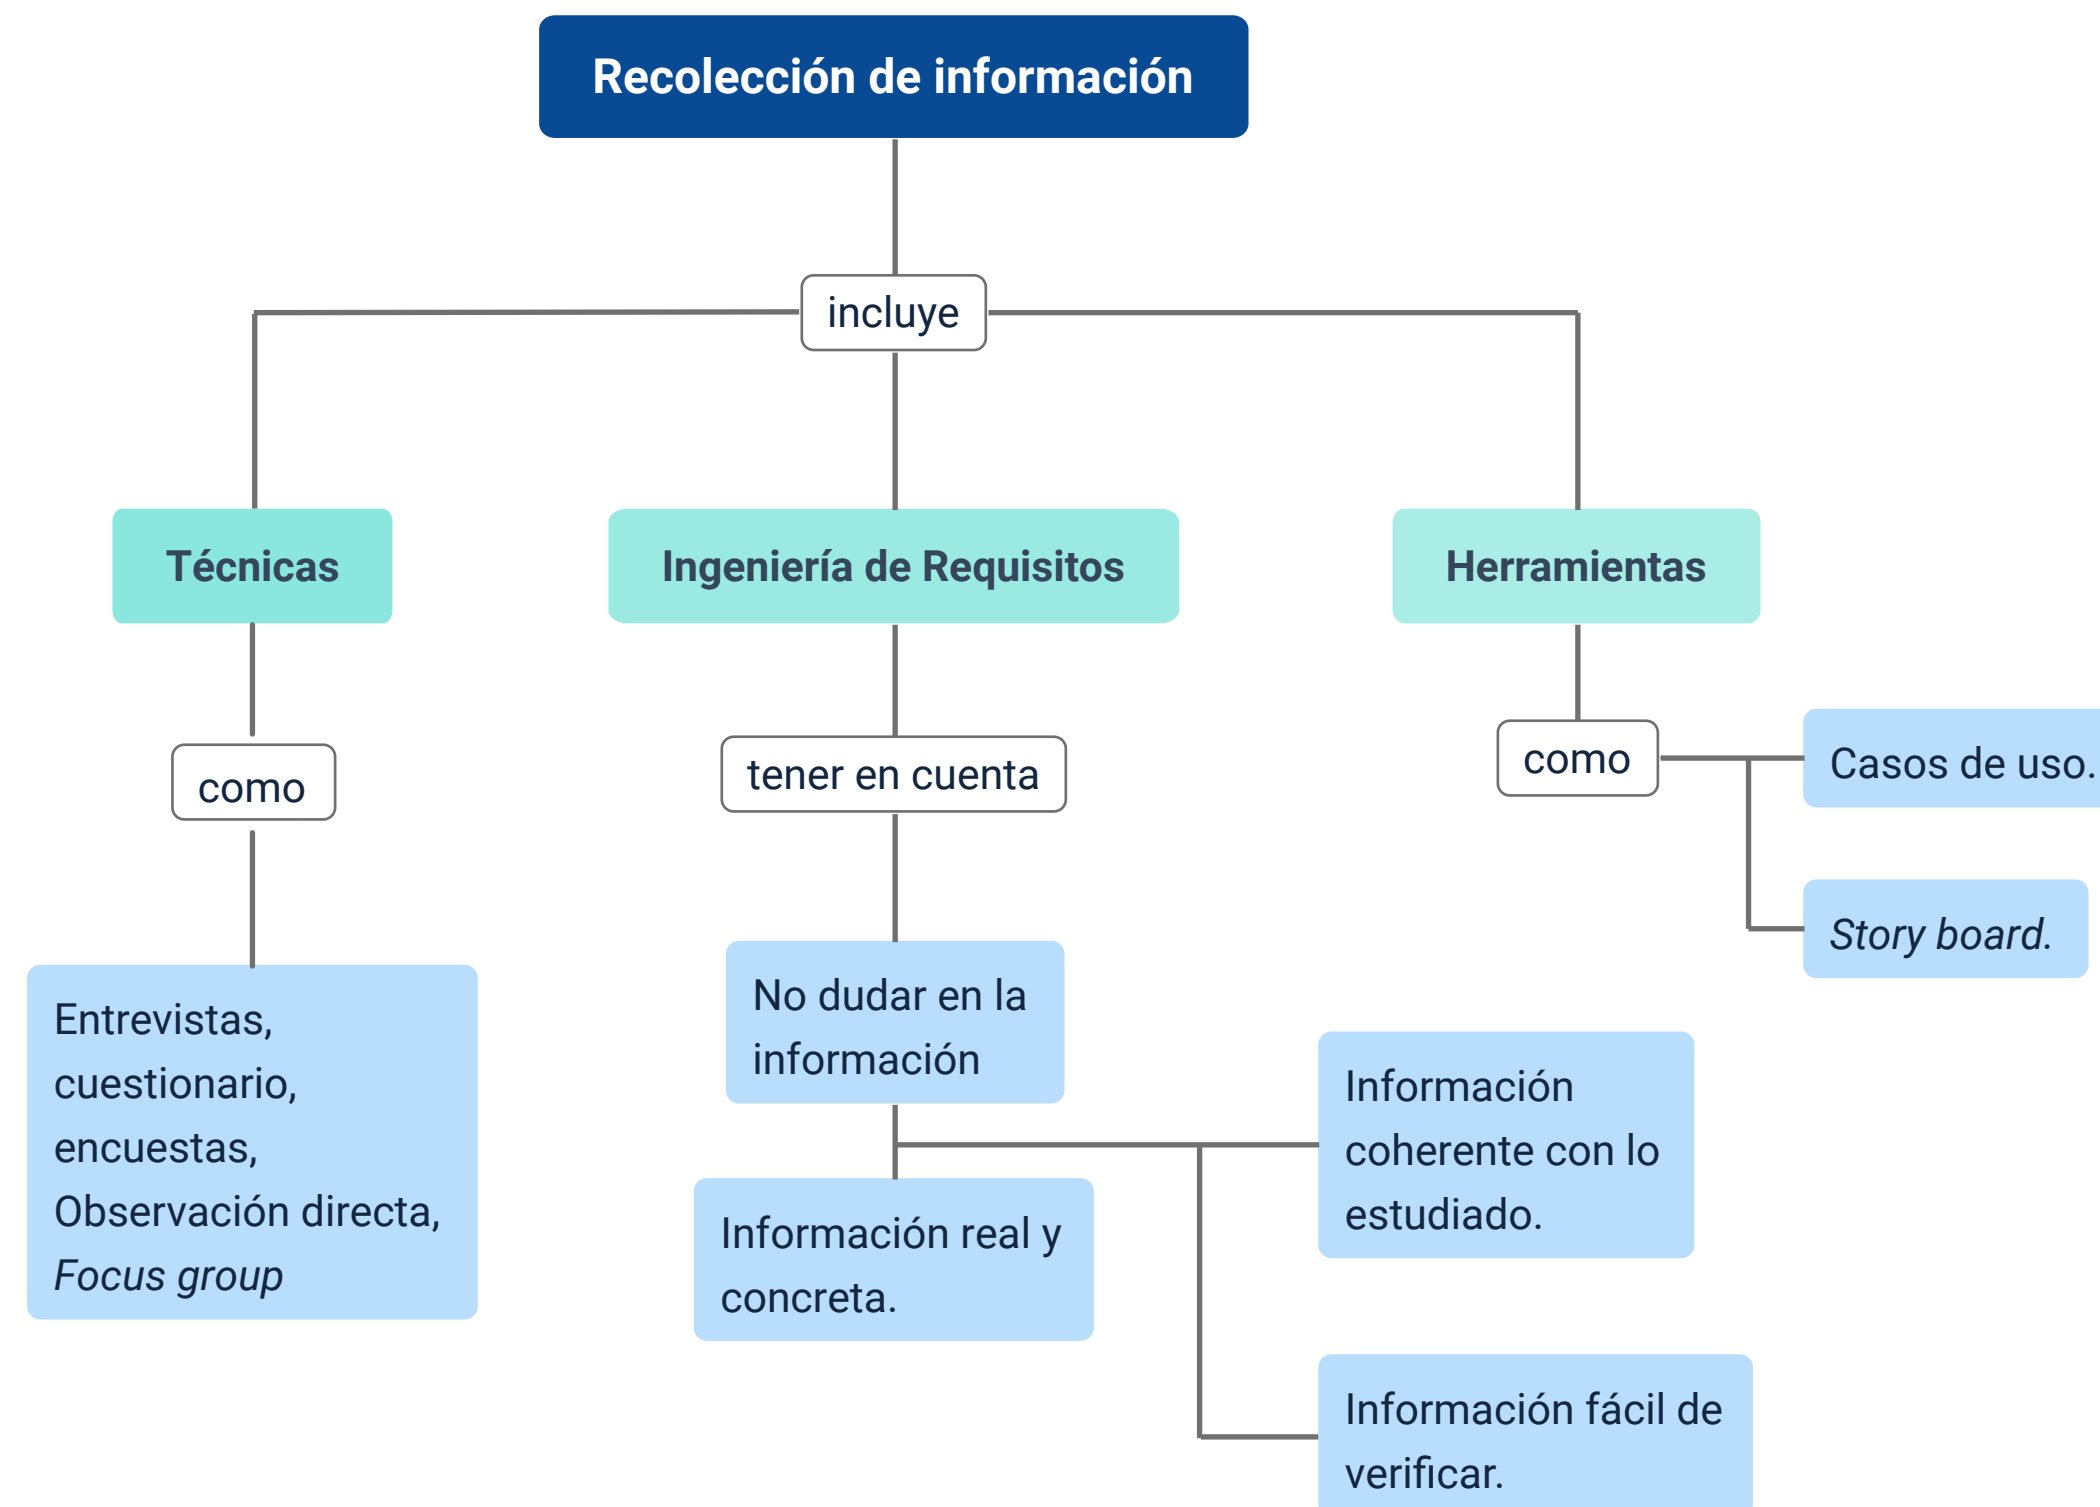 Recolección de información
incluye
Técnicas
como
Entrevistas,
cuestionario,
encuestas,
Observación directa,
Focus group
Ingeniería de Requisitos
tener en cuenta
No dudar en la
información
Información real y
concreta.
Información
coherente con lo
estudiado.
Información fácil de
verificar.
Herramientas
como
Casos de uso.
Story board.